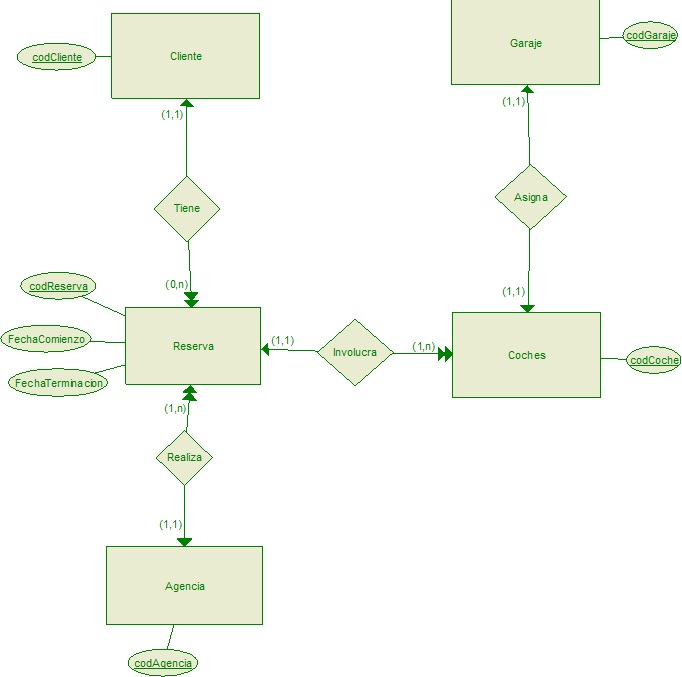 Cliente
codCliente
Garaje
codGaraje
(1,1)
(1,1)
Tiene
Asigna
(0,n)
(1,1)
codReserva
FechaComienzo
FechaTerminacion
Reserva
(1,1)
Involucra
(1,n)
Coches
codCoche
(1,n)
Realiza
(1,1)
Agencia
codAgencia